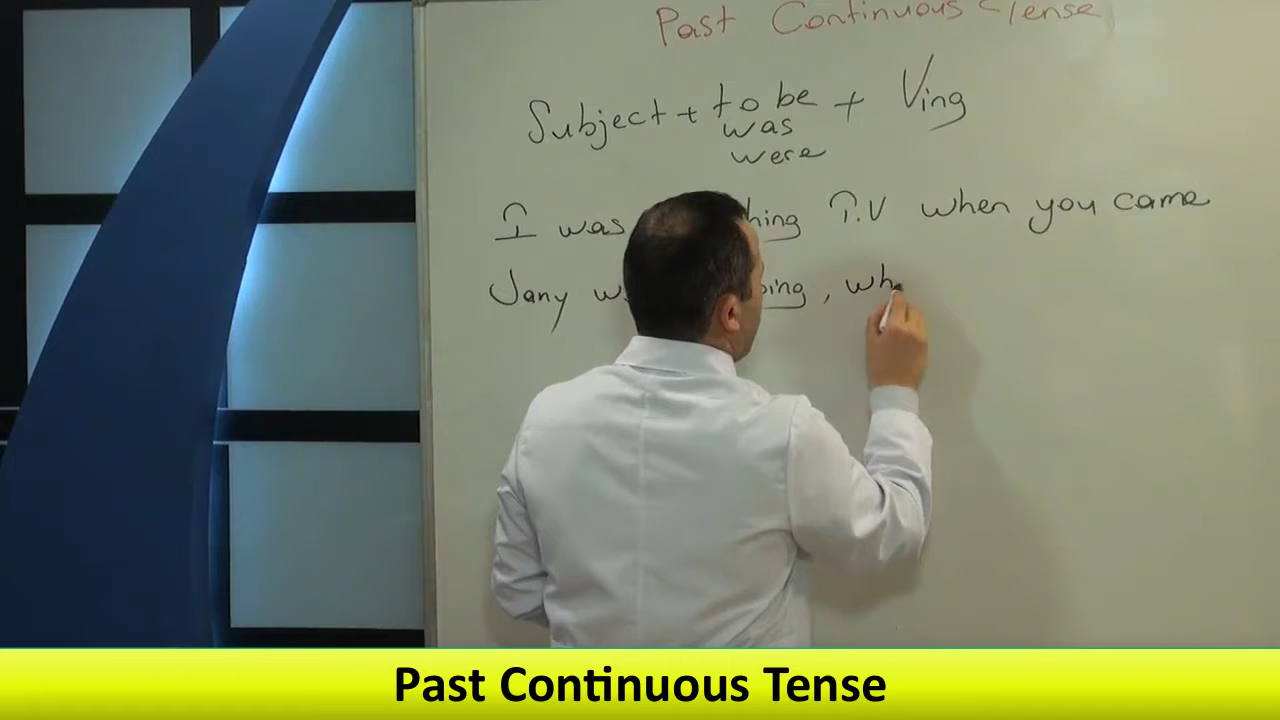 Past Continuous Tense
Subject + to be + Ving
was
were
I was hing T.V when you came
Jany ing , wh
Past Continuous Tense